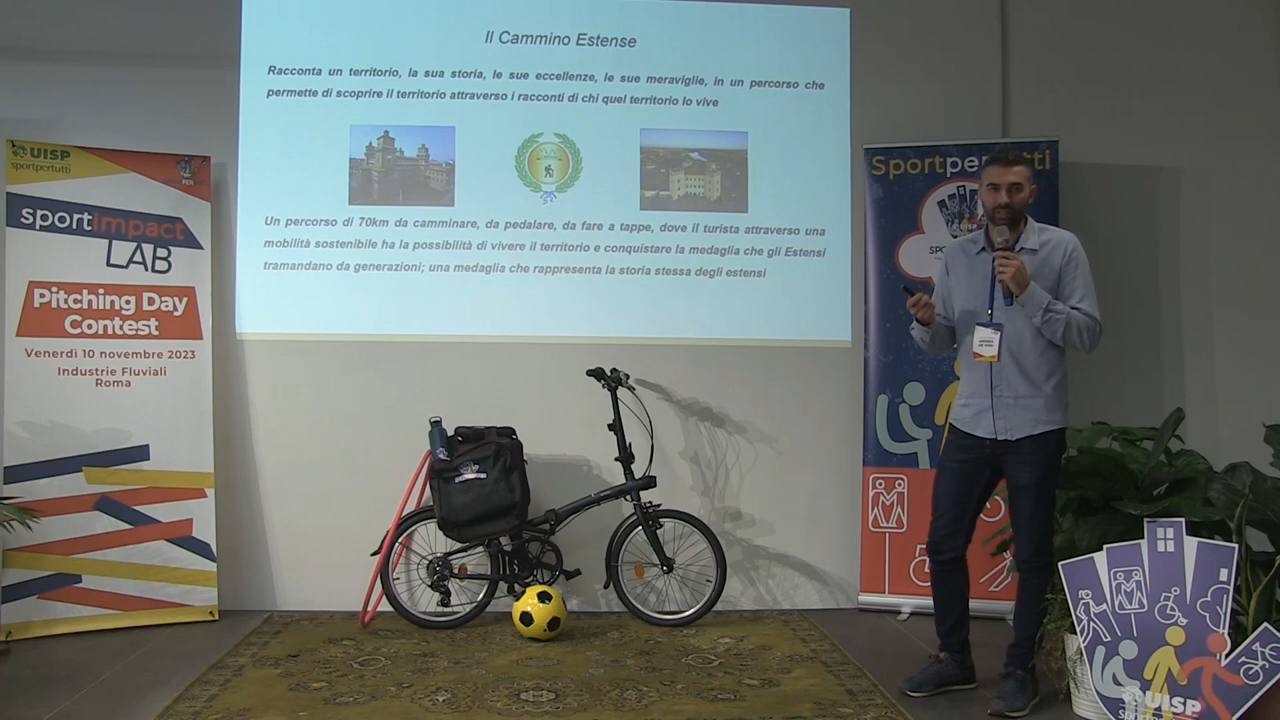 Il Cammino Estense
Racconta un territorio, la sua storia, le sue eccellenze, le sue meraviglie, in un percorso che
permette di scoprire il territorio attraverso i racconti di chi quel territorio lo vive
Un percorso di 70km da camminare, da pedalare, da fare a tappe, dove il turista attraverso una
mobilità sostenibile ha la possibilità di vivere il territorio e conquistare la medaglia che gli Estensi
tramandano da generazioni; una medaglia che rappresenta la storia stessa degli estensi
UISP
sportpertutti
sportimpact
LAB
Pitching Day
Contest
Venerdì 10 novembre 2023
Industrie Fluviali
Roma
Sportpertutti
UISP